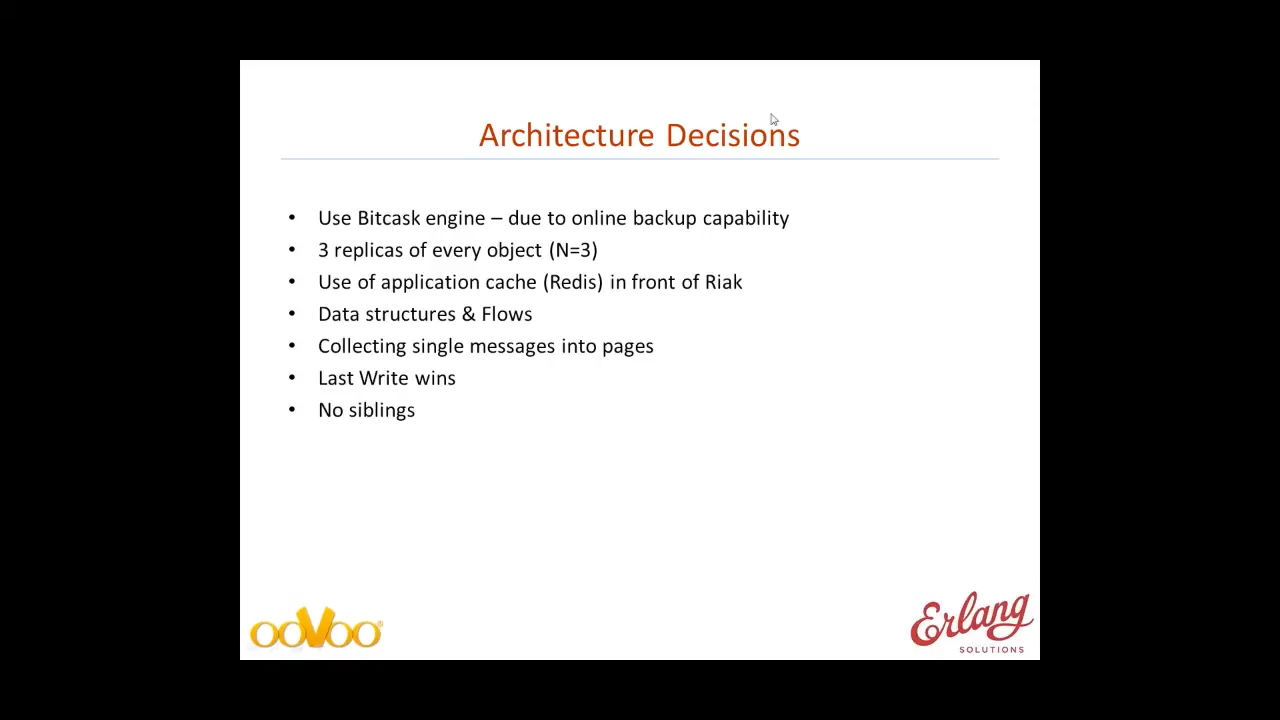 Architecture Decisions
• Use Bitcask engine – due to online backup capability
• 3 replicas of every object (N=3)
• Use of application cache (Redis) in front of Riak
• Data structures & Flows
• Collecting single messages into pages
• Last Write wins
• No siblings
ooVoo®
Erlang
SOLUTIONS